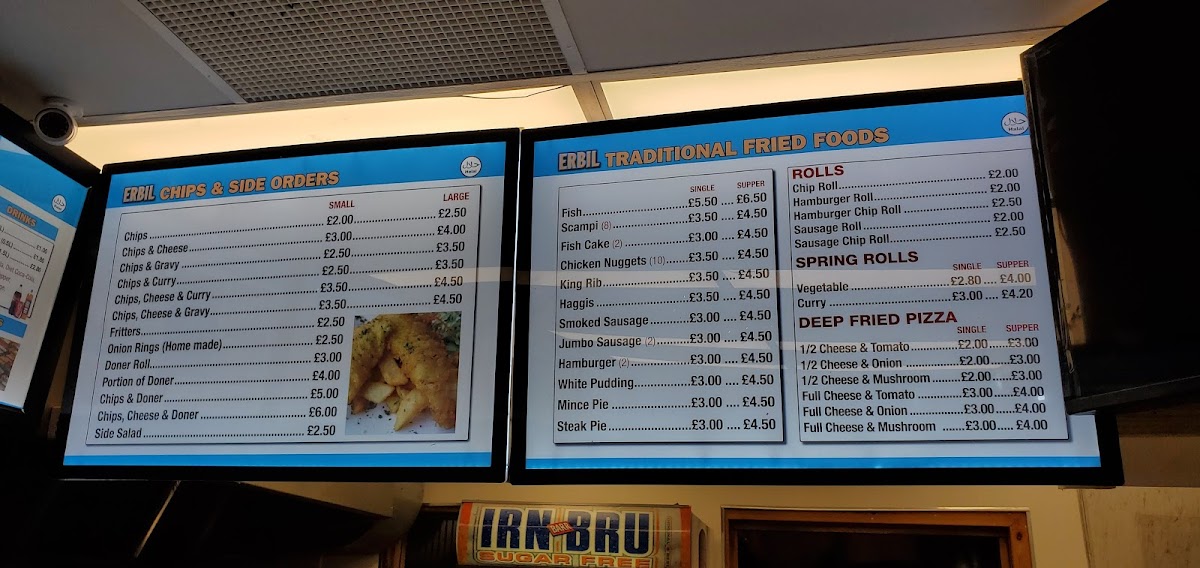 DRINKS
ERBIL CHIPS & SIDE ORDERS
حلال
Halal
SMALL LARGE
Chips £2.00 £2.50
Chips & Cheese £3.00 £4.00
Chips & Gravy £2.50 £3.50
Chips & Curry £2.50 £3.50
Chips, Cheese & Curry £3.50 £4.50
Chips, Cheese & Gravy £3.50 £4.50
Fritters £2.50
Onion Rings (Home made) £2.50
Doner Roll £3.00
Portion of Doner £4.00
Chips & Doner £5.00
Chips, Cheese & Doner £6.00
Side Salad £2.50
ERBIL TRADITIONAL FRIED FOODS
حلال
Halal
SINGLE SUPPER
Fish £5.50 .... £6.50
Scampi (8) £3.50 .... £4.50
Fish Cake (2) £3.00 .... £4.50
Chicken Nuggets (10) £3.50 .... £4.50
King Rib £3.50 .... £4.50
Haggis £3.50 .... £4.50
Smoked Sausage £3.00 .... £4.50
Jumbo Sausage (2) £3.00 .... £4.50
Hamburger (2) £3.00 .... £4.50
White Pudding £3.00 .... £4.50
Mince Pie £3.00 .... £4.50
Steak Pie £3.00 .... £4.50
ROLLS
Chip Roll £2.00
Hamburger Roll £2.00
Hamburger Chip Roll £2.50
Sausage Roll £2.00
Sausage Chip Roll £2.50
SPRING ROLLS
SINGLE SUPPER
Vegetable £2.80 .... £4.00
Curry £3.00 .... £4.20
DEEP FRIED PIZZA
SINGLE SUPPER
1/2 Cheese & Tomato £2.00 £3.00
1/2 Cheese & Onion £2.00 £3.00
1/2 Cheese & Mushroom £2.00 £3.00
Full Cheese & Tomato £3.00 £4.00
Full Cheese & Onion £3.00 £4.00
Full Cheese & Mushroom £3.00 £4.00
IRN BRU
SUGAR FREE